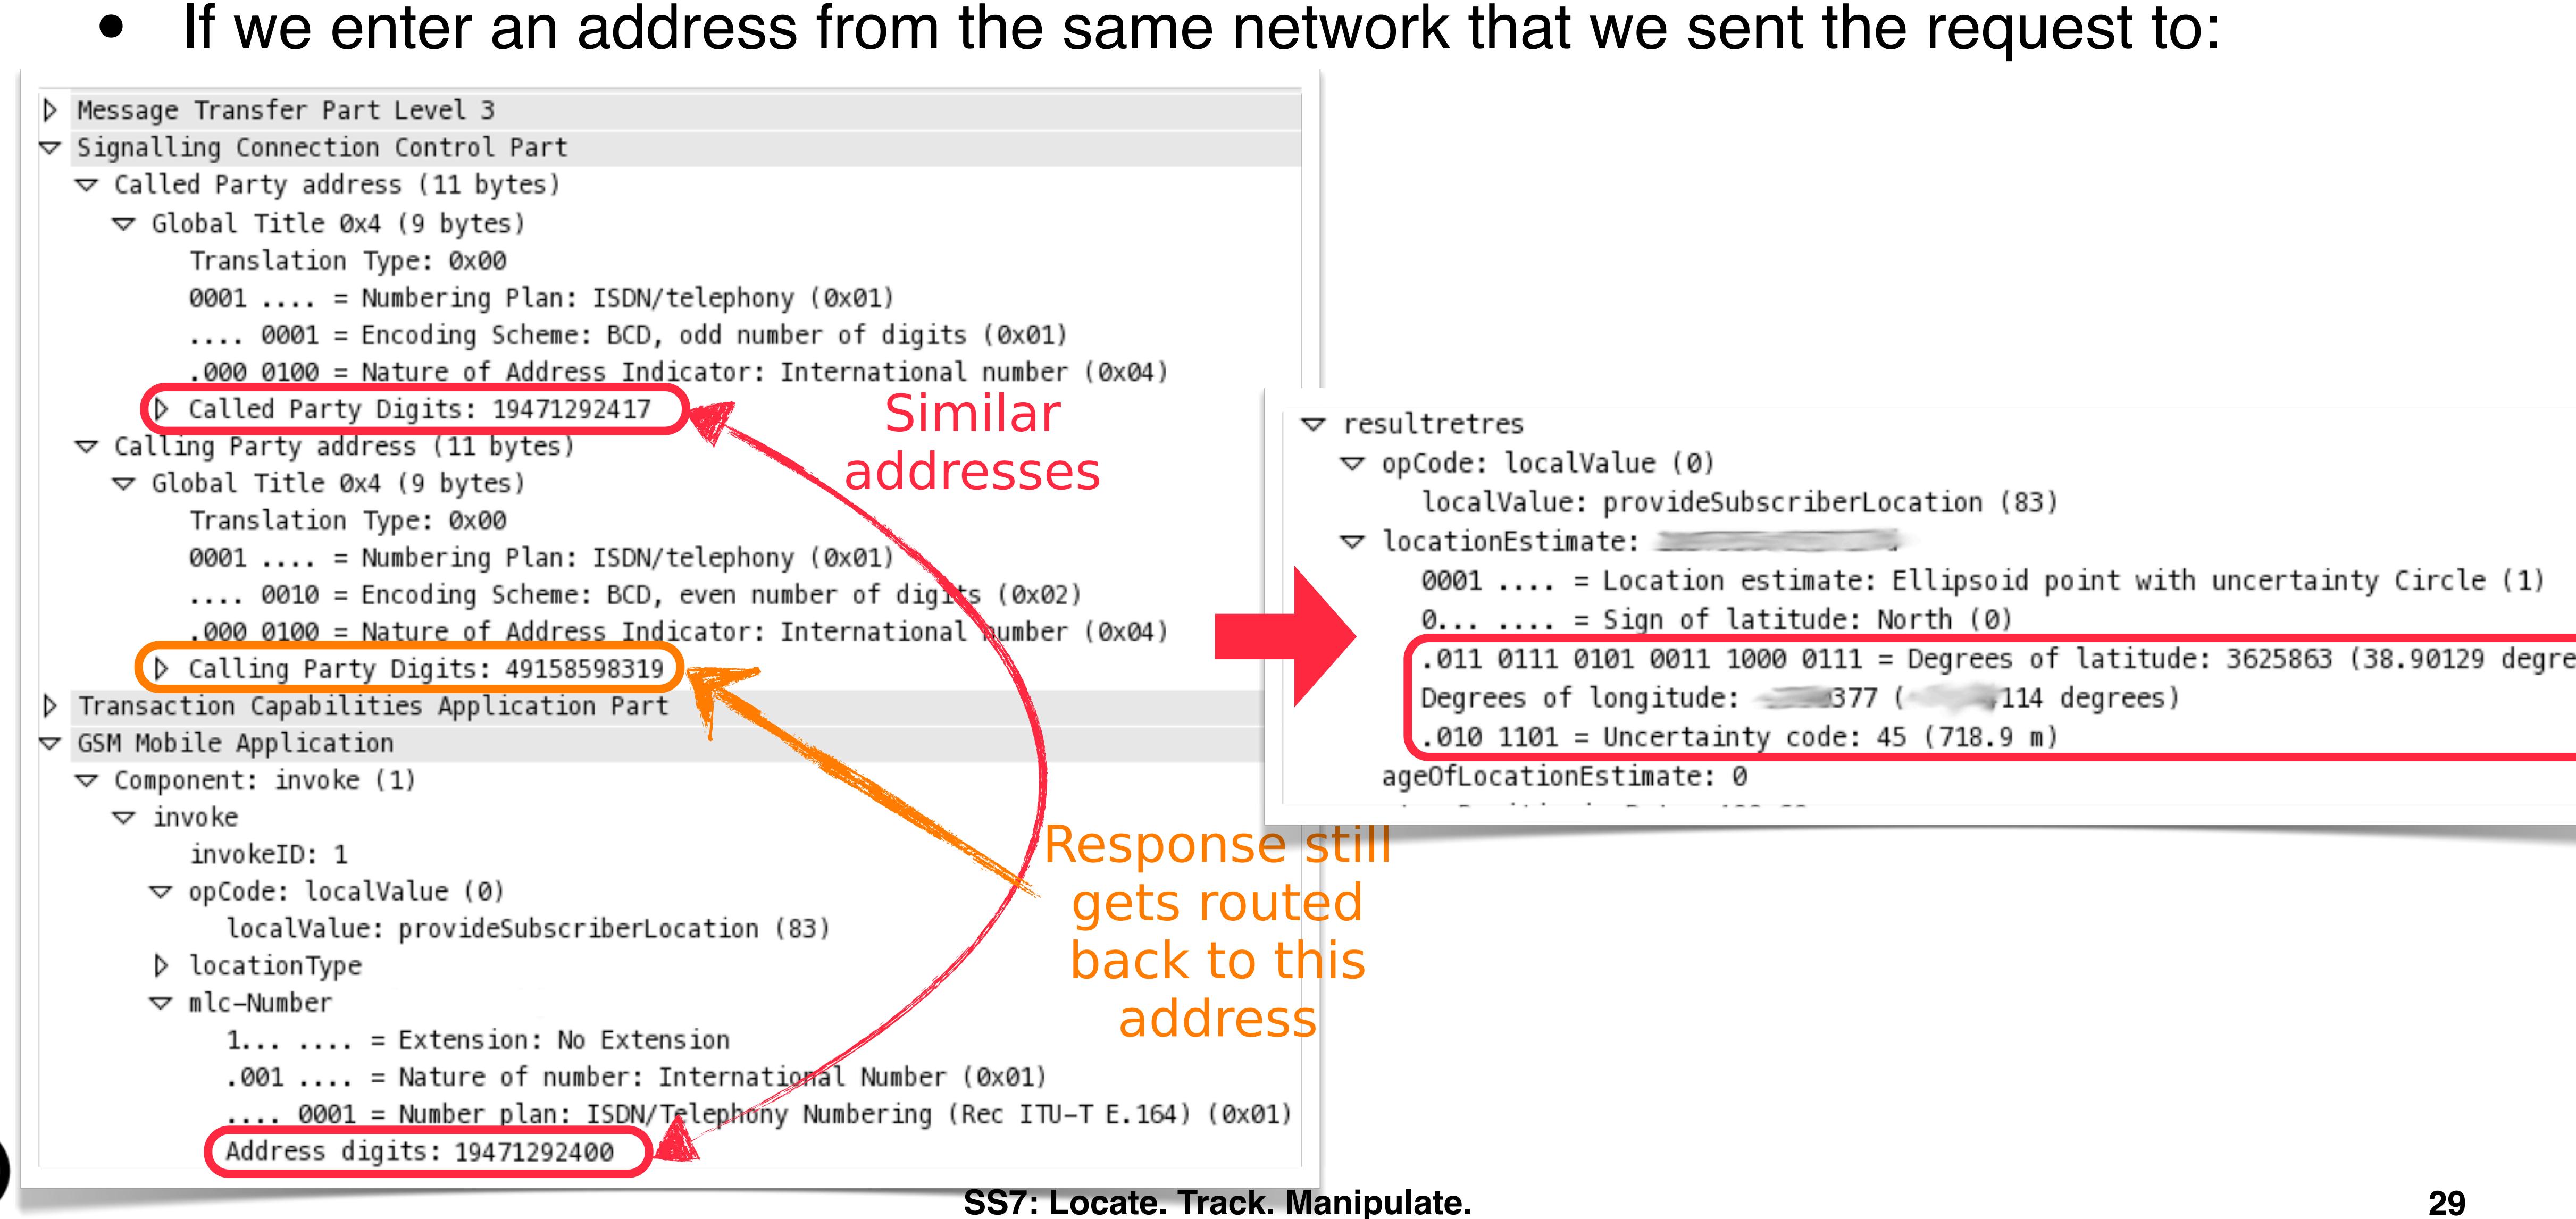 • If we enter an address from the same network that we sent the request to:
Message Transfer Part Level 3
Signalling Connection Control Part
Called Party address (11 bytes)
Global Title 0x4 (9 bytes)
Translation Type: 0x00
0001 .... = Numbering Plan: ISDN/telephony (0x01)
.... 0001 = Encoding Scheme: BCD, odd number of digits (0x01)
.000 0100 = Nature of Address Indicator: International number (0x04)
Called Party Digits: 19471292417
Calling Party address (11 bytes)
Global Title 0x4 (9 bytes)
Translation Type: 0x00
0001 .... = Numbering Plan: ISDN/telephony (0x01)
.... 0010 = Encoding Scheme: BCD, even number of digits (0x02)
.000 0100 = Nature of Address Indicator: International number (0x04)
Calling Party Digits: 49158598319
Transaction Capabilities Application Part
GSM Mobile Application
Component: invoke (1)
invoke
invokeID: 1
opCode: localValue (0)
localValue: provideSubscriberLocation (83)
locationType
mlc-Number
1... .... = Extension: No Extension
.001 .... = Nature of number: International Number (0x01)
.... 0001 = Number plan: ISDN/Telephony Numbering (Rec ITU-T E.164) (0x01)
Address digits: 19471292400
Similar
addresses
Response still
gets routed
back to this
address
resultretres
opCode: localValue (0)
localValue: provideSubscriberLocation (83)
locationEstimate:
0001 .... = Location estimate: Ellipsoid point with uncertainty Circle (1)
0... .... = Sign of latitude: North (0)
.011 0111 0101 0011 1000 0111 = Degrees of latitude: 3625863 (38.90129 degre
Degrees of longitude: 377 ( 114 degrees)
.010 1101 = Uncertainty code: 45 (718.9 m)
ageOfLocationEstimate: 0
SS7: Locate. Track. Manipulate.
29